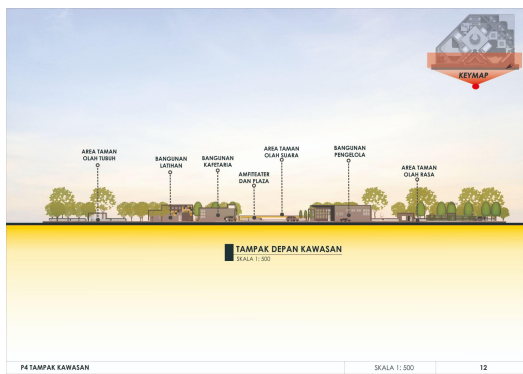 KEYMAP
AREA TAMAN
OLAH TUBUH
BANGUNAN
LATIHAN
BANGUNAN
KAFETARIA
AMFITEATER
DAN PLAZA
AREA TAMAN
OLAH SUARA
BANGUNAN
PENGELOLA
AREA TAMAN
OLAH RASA
TAMPAK DEPAN KAWASAN
SKALA 1: 500
P4 TAMPAK KAWASAN
SKALA 1: 500
12